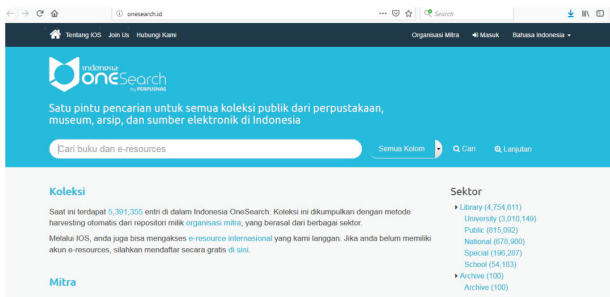 onesearch.id
Search
Tentang IOS Join Us Hubungi Kami
Organisasi Mitra Masuk Bahasa Indonesia
indonesia
OneSearch
by PERPUSNAS
Satu pintu pencarian untuk semua koleksi publik dari perpustakaan,
museum, arsip, dan sumber elektronik di Indonesia
Cari buku dan e-resources
Semua Kolom
Cari
Lanjutan
Koleksi
Saat ini terdapat 5,391,355 entri di dalam Indonesia OneSearch. Koleksi ini dikumpulkan dengan metode
harvesting otomatis dari repositori milik organisasi mitra, yang berasal dari berbagai sektor.
Melalui IOS, anda juga bisa mengakses e-resource internasional yang kami langgan. Jika anda belum memiliki
akun e-resources, silahkan mendaftar secara gratis di sini.
Mitra
Sektor
Library (4,754,611)
University (3,010,149)
Public (815,092)
National (678,900)
Special (196,287)
School (54,183)
Archive (100)
Archive (100)